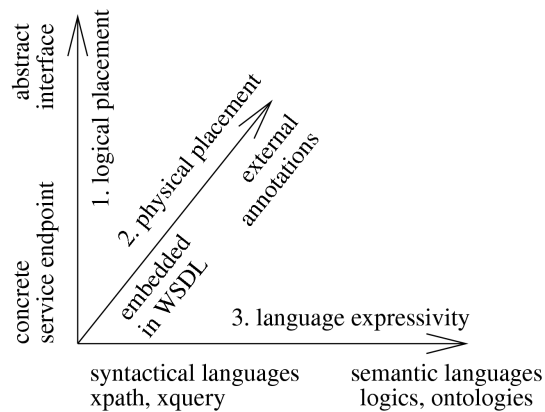 abstract
interface
1. logical placement
concrete
service endpoint
2. physical placement
external
annotations
embedded
in WSDL
3. language expressivity
syntactical languages
xpath, xquery
semantic languages
logics, ontologies